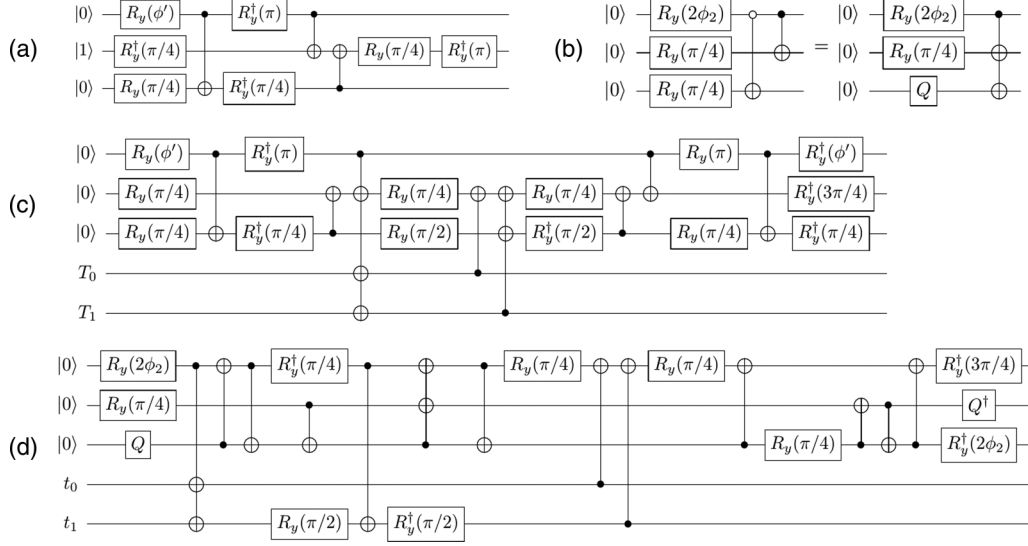 (a)
|0⟩ R_y(ϕ′) R_y^†(π)
|1⟩ R_y^†(π/4) R_y(π/4) R_y^†(π)
|0⟩ R_y(π/4) R_y^†(π/4)
(b)
|0⟩ R_y(2ϕ_2) |0⟩ R_y(2ϕ_2)
|0⟩ R_y(π/4) = |0⟩ R_y(π/4)
|0⟩ R_y(π/4) |0⟩ Q
(c)
|0⟩ R_y(ϕ′) R_y^†(π) R_y(π) R_y^†(ϕ′)
|0⟩ R_y(π/4) R_y(π/4) R_y(π/4) R_y^†(3π/4)
|0⟩ R_y(π/4) R_y^†(π/4) R_y(π/2) R_y^†(π/2) R_y(π/4) R_y^†(π/4)
T_0
T_1
(d)
|0⟩ R_y(2ϕ_2) R_y^†(π/4) R_y(π/4) R_y(π/4) R_y^†(3π/4)
|0⟩ R_y(π/4) Q^†
|0⟩ Q R_y(π/4) R_y^†(2ϕ_2)
t_0
t_1 R_y(π/2) R_y^†(π/2)